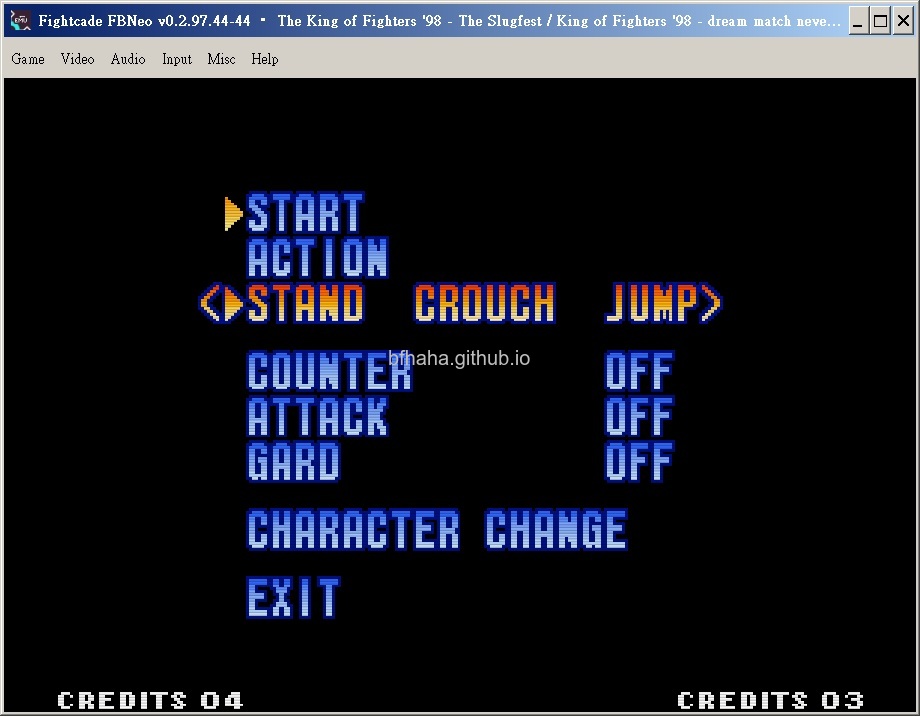 Fightcade FBNeo v0.2.97.44-44 • The King of Fighters '98 - The Slugfest / King of Fighters '98 - dream match neve...
Game Video Audio Input Misc Help
START
ACTION
STAND CROUCH JUMP
bfhaha.github.io
COUNTER OFF
ATTACK OFF
GARD OFF
CHARACTER CHANGE
EXIT
CREDITS 04 CREDITS 03